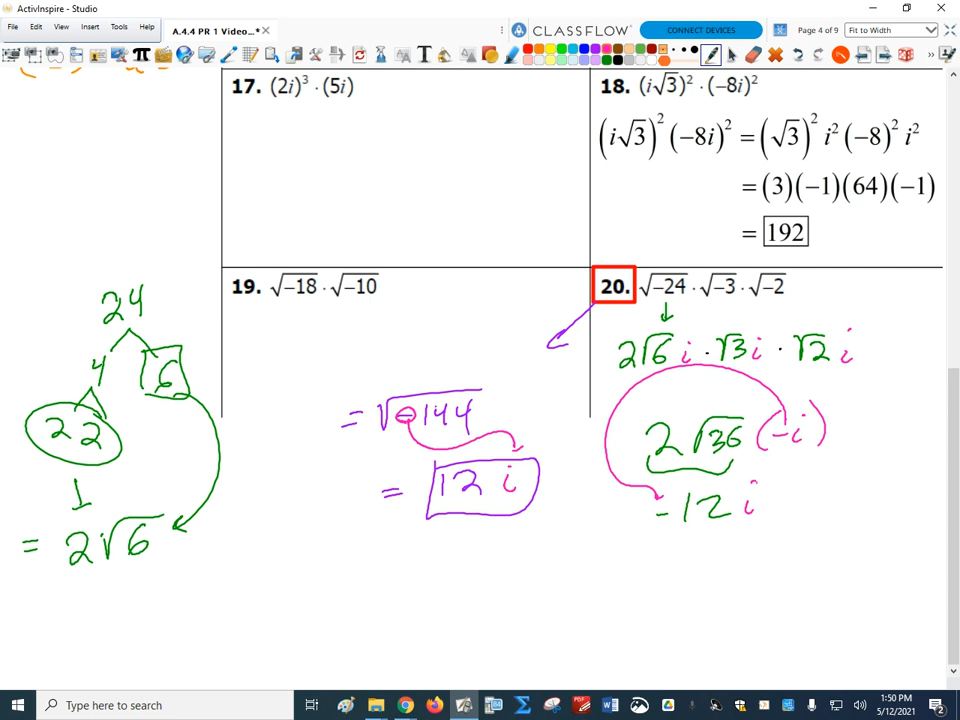 ActivInspire - Studio
File Edit View Insert Tools Help
A.4.4 PR 1 Video...*
CLASSFLOW
CONNECT DEVICES
Page 4 of 9
Fit to Width
17. (2i)³ · (5i)
18. (i√3)² · (−8i)²
(i√3)² (−8i)² = (√3)² i² (−8)² i²
= (3)(−1)(64)(−1)
= 192
19. √−18 · √−10
20. √−24 · √−3 · √−2
24
4 6
2 2
= 2√6
= √−144
= 12 i
2√6 i · √3 i · √2 i
2 √36 (−i)
− 12 i
Type here to search
1:50 PM
5/12/2021
2